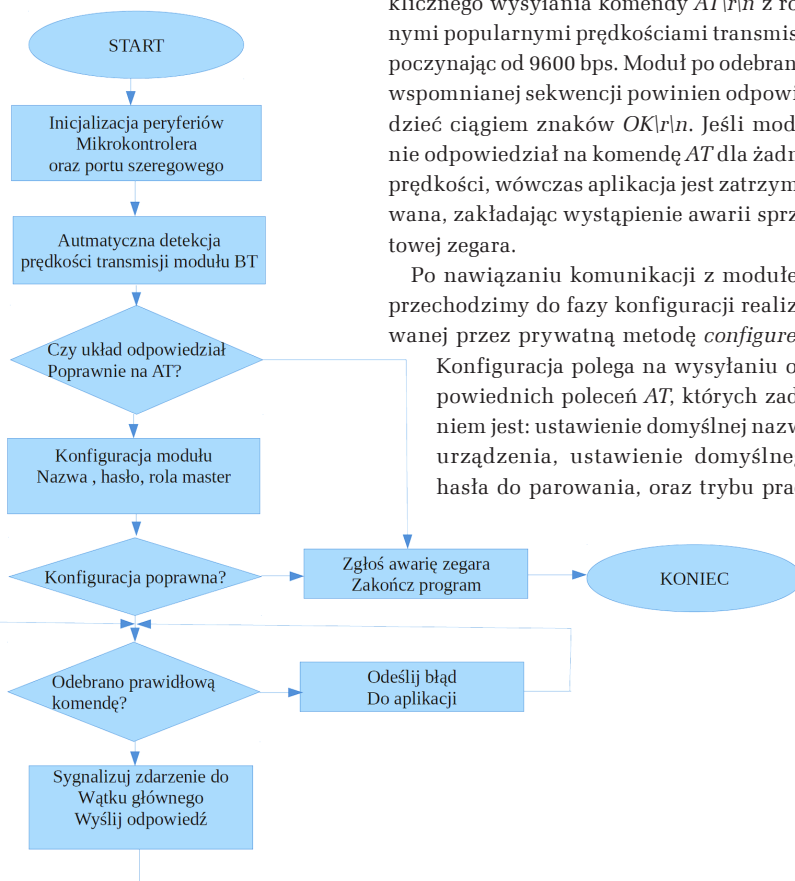 START
Inicjalizacja peryferiów
Mikrokontrolera
oraz portu szeregowego
Autmatyczna detekcja
prędkości transmisji modułu BT
Czy układ odpowiedział
Poprawnie na AT?
Konfiguracja modułu
Nazwa , hasło, rola master
Konfiguracja poprawna?
Zgłoś awarię zegara
Zakończ program
KONIEC
Odebrano prawidłową
komendę?
Odeślij błąd
Do aplikacji
Sygnalizuj zdarzenie do
Wątku głównego
Wyślij odpowiedź
klicznego wysyłania komendy AT\r\n z ro
nymi popularnymi prędkościami transmis
poczynając od 9600 bps. Moduł po odebran
wspomnianej sekwencji powinien odpowi
dzieć ciągiem znaków OK\r\n. Jeśli mod
nie odpowiedział na komendę AT dla żadn
prędkości, wówczas aplikacja jest zatrzym
wana, zakładając wystąpienie awarii sprz
towej zegara.
Po nawiązaniu komunikacji z modułe
przechodzimy do fazy konfiguracji realiz
wanej przez prywatną metodę configure
Konfiguracja polega na wysyłaniu o
powiednich poleceń AT, których zad
niem jest: ustawienie domyślnej nazw
urządzenia, ustawienie domyślneg
hasła do parowania, oraz trybu pra